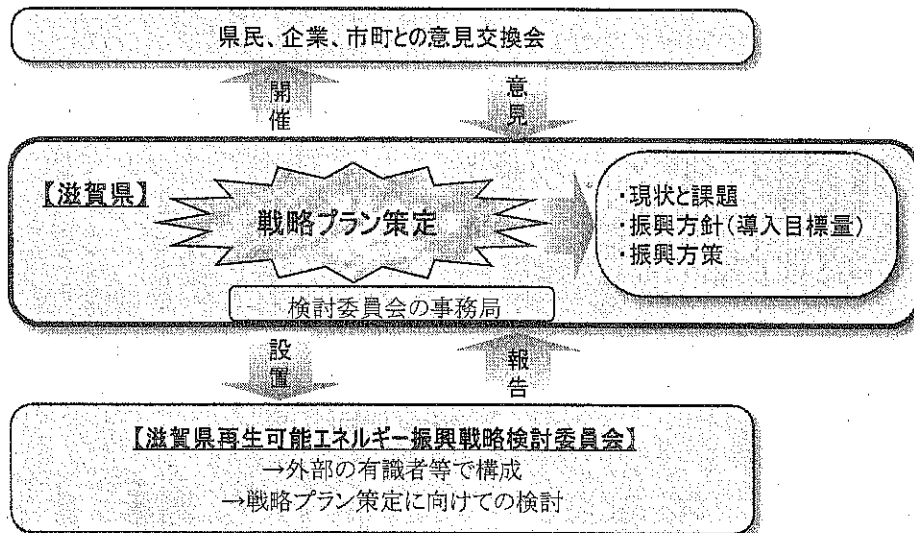 県民、企業、市町との意見交換会
開催
意見
【滋賀県】
戦略プラン策定
・現状と課題
・振興方針(導入目標量)
・振興方策
検討委員会の事務局
設置
報告
【滋賀県再生可能エネルギー振興戦略検討委員会】
→外部の有識者等で構成
→戦略プラン策定に向けての検討